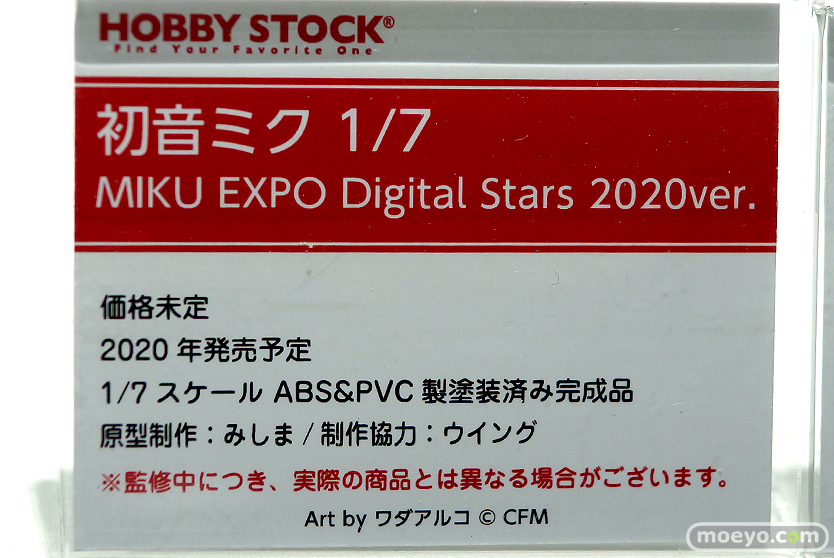 HOBBY STOCK®
Find Your Favorite One
初音ミク 1/7
MIKU EXPO Digital Stars 2020ver.
価格未定
2020 年発売予定
1/7 スケール ABS&PVC 製塗装済み完成品
原型制作：みしま / 制作協力：ウイング
※監修中につき、実際の商品とは異なる場合がございます。
Art by ワダアルコ © CFM
moeyo.com